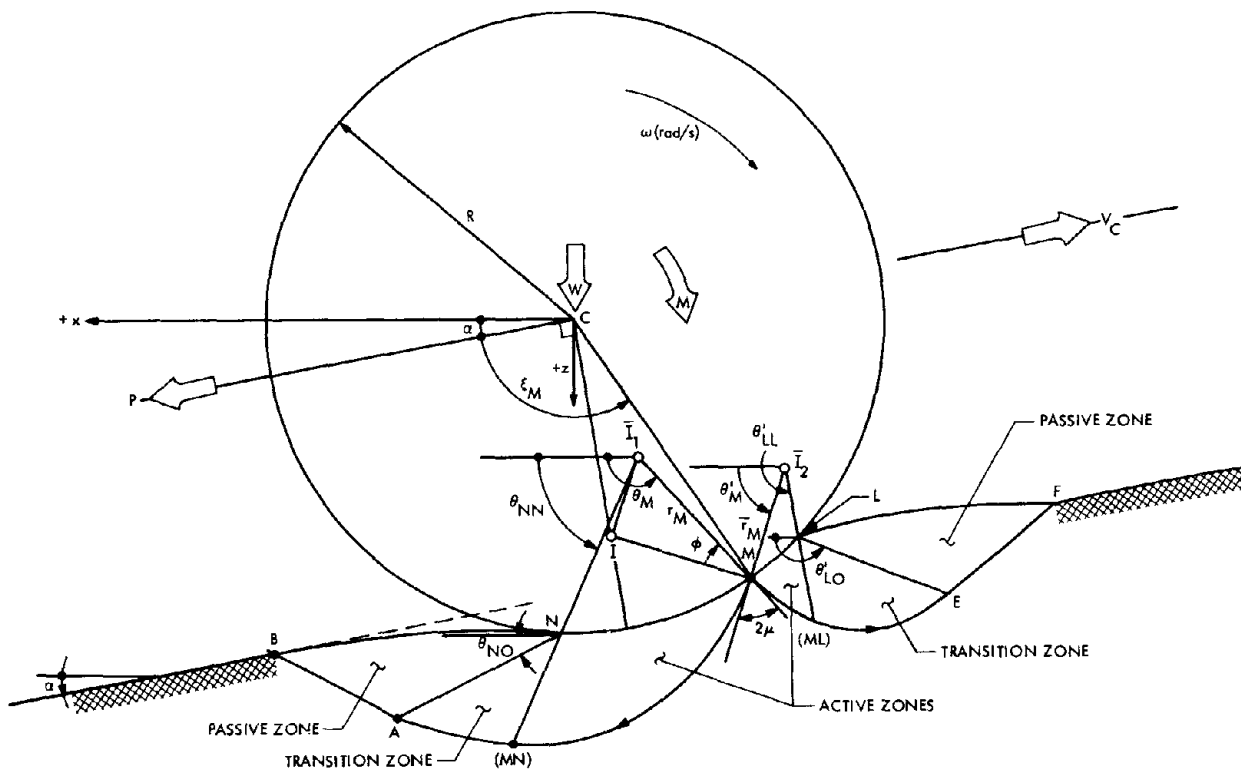 ω(rad/s)
R
V_C
W
M
+ x
C
α
+z
P
ξ_M
θ'_LL
PASSIVE ZONE
Ī_1
Ī_2
θ_M
θ'_M
L
F
θ_NN
r_M
r̄_M
I
φ
M
θ'_LO
E
N
2μ
(ML)
B
θ_NO
TRANSITION ZONE
α
PASSIVE ZONE
A
ACTIVE ZONES
TRANSITION ZONE
(MN)